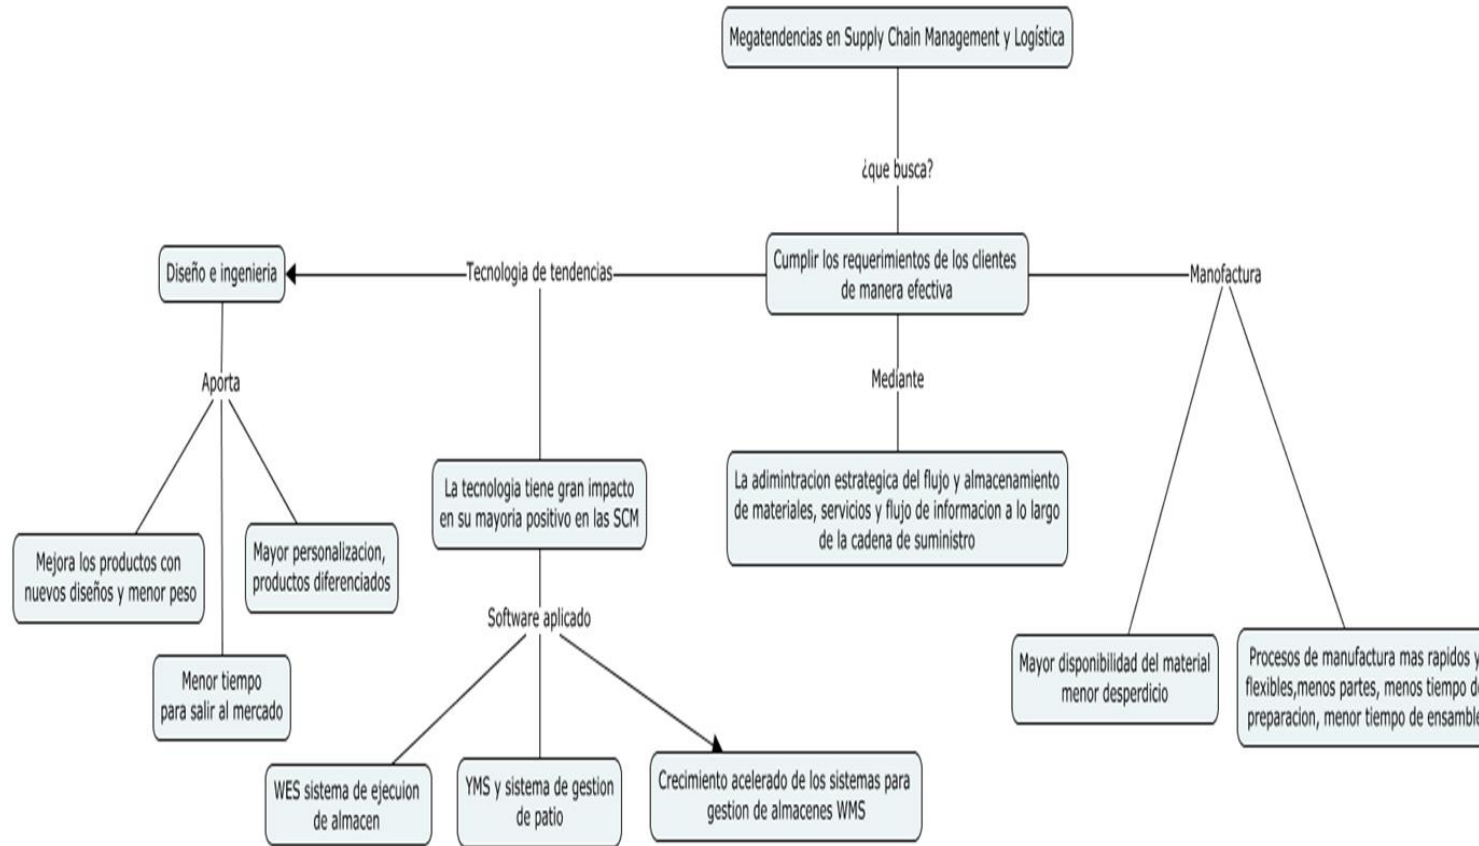 Megatendencias en Supply Chain Management y Logística
¿que busca?
Cumplir los requerimientos de los clientes
de manera efectiva
Diseño e ingenieria
Tecnologia de tendencias
Manofactura
Aporta
Mediante
La tecnologia tiene gran impacto
en su mayoria positivo en las SCM
La adimintracion estrategica del flujo y almacenamiento
de materiales, servicios y flujo de informacion a lo largo
de la cadena de suministro
Mejora los productos con
nuevos diseños y menor peso
Mayor personalizacion,
productos diferenciados
Menor tiempo
para salir al mercado
Software aplicado
Mayor disponibilidad del material
menor desperdicio
Procesos de manufactura mas rapidos y
flexibles,menos partes, menos tiempo de
preparacion, menor tiempo de ensamble
WES sistema de ejecuion
de almacen
YMS y sistema de gestion
de patio
Crecimiento acelerado de los sistemas para
gestion de almacenes WMS